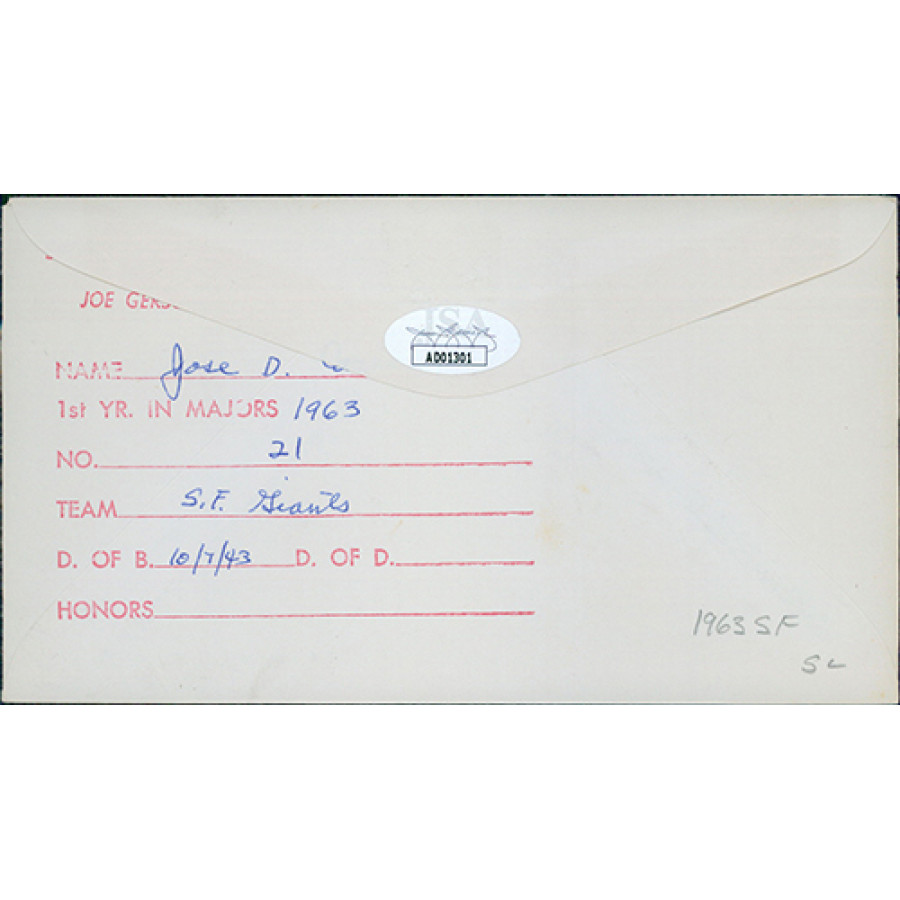 JOE GERS
JSA
AD01301
NAME Jose D.
1st YR. IN MAJORS 1963
NO. 21
TEAM S.F. Giants
D. OF B. 10/7/43 D. OF D.
HONORS
1963 SF